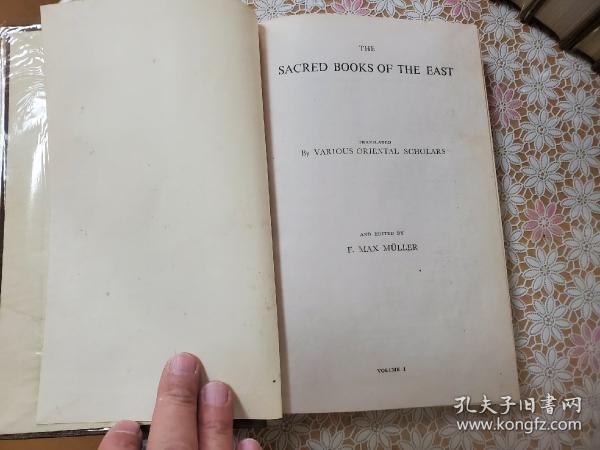 THE
SACRED BOOKS OF THE EAST
TRANSLATED
By VARIOUS ORIENTAL SCHOLARS
AND EDITED BY
F. MAX MÜLLER
VOLUME I
孔夫子旧书网
book.kongfz.com